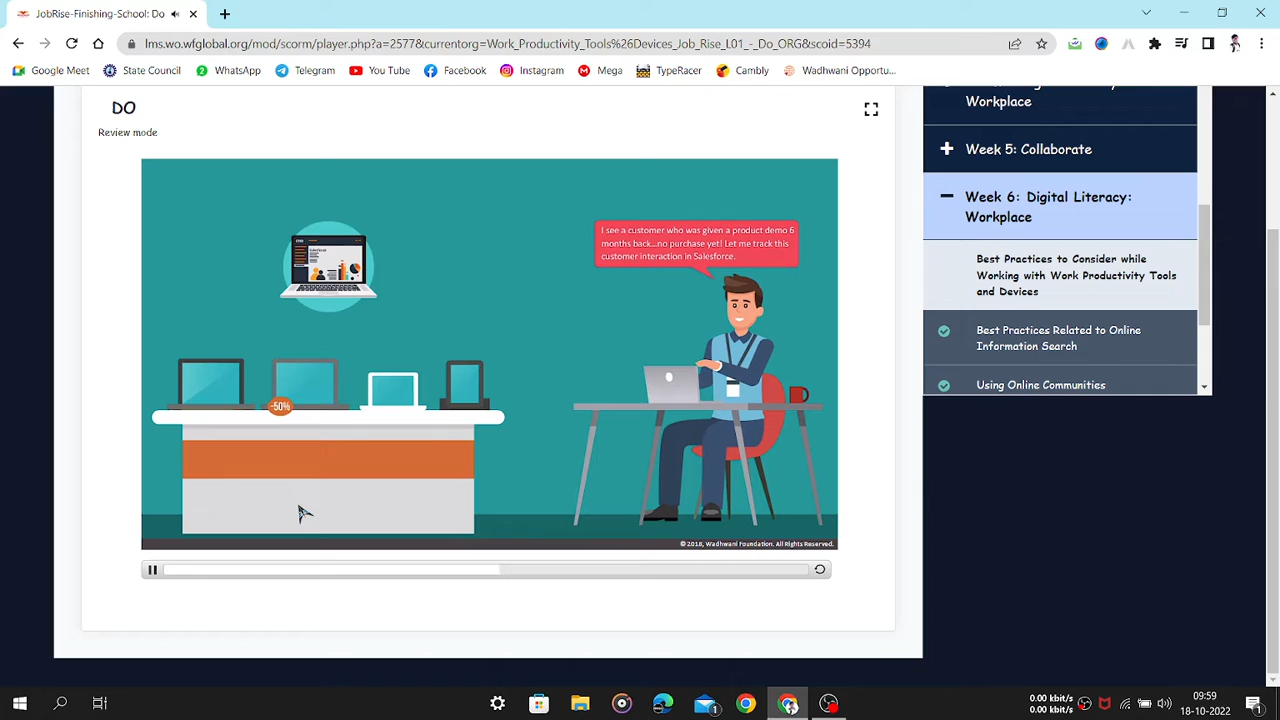 JobRise-Finishing-School: Do
lms.wo.wfglobal.org/mod/scorm/player.php?a=2577&currentorg=Work_Productivity_Tools%26Devices_Job_Rise_L01_-_Do_ORG&scoid=5394
Google Meet State Council WhatsApp Telegram You Tube Facebook Instagram Mega TypeRacer Cambly Wadhwani Opportu...
DO
Review mode
I see a customer who was given a product demo 6
months back...no purchase yet! Let me track this
customer interaction in Salesforce.
-50%
© 2018, Wadhwani Foundation. All Rights Reserved.
Workplace
Week 5: Collaborate
Week 6: Digital Literacy:
Workplace
Best Practices to Consider while
Working with Work Productivity Tools
and Devices
Best Practices Related to Online
Information Search
Using Online Communities
0.00 kbit/s
0.00 kbit/s
09:59
18-10-2022